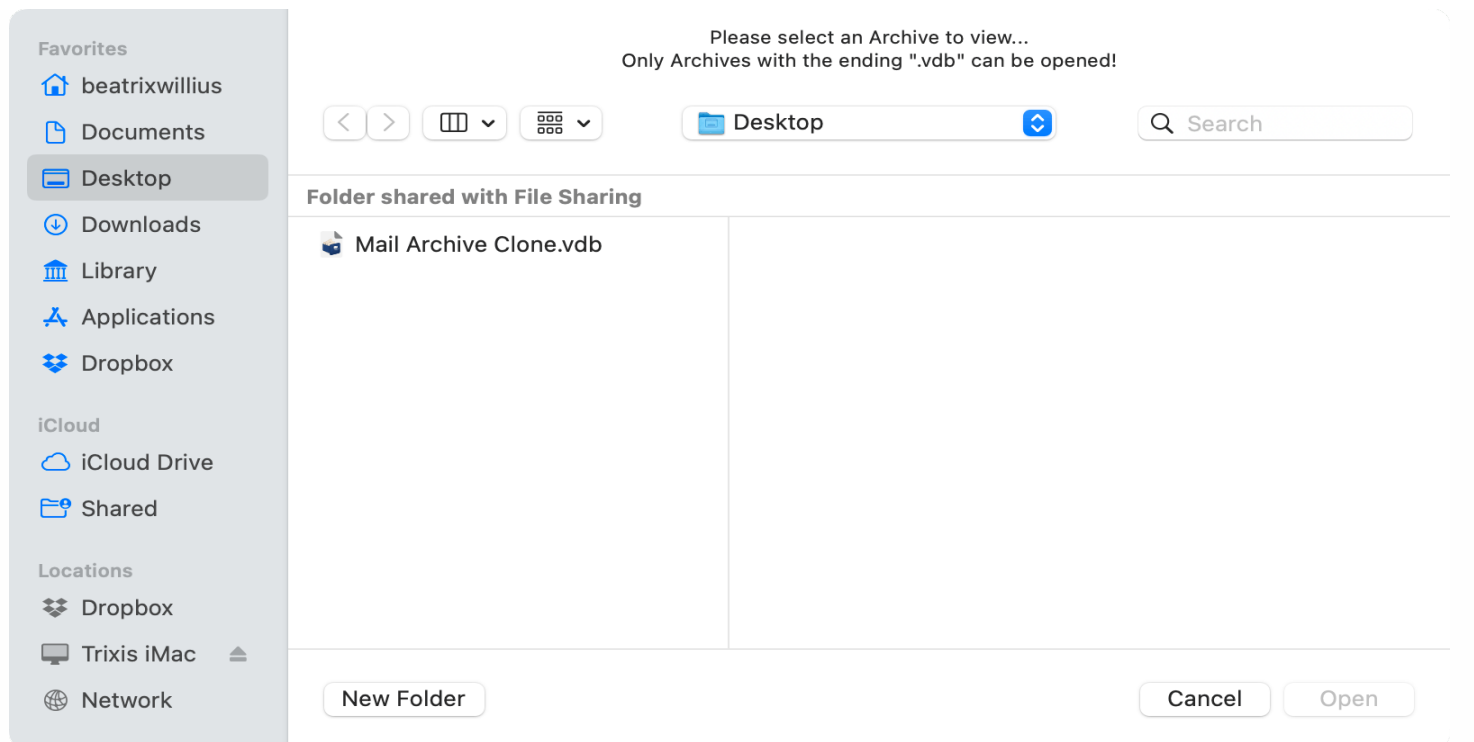 Favorites
beatrixwillius
Documents
Desktop
Downloads
Library
Applications
Dropbox
iCloud
iCloud Drive
Shared
Locations
Dropbox
Trixis iMac
Network
Please select an Archive to view...
Only Archives with the ending ".vdb" can be opened!
Desktop
Search
Folder shared with File Sharing
Mail Archive Clone.vdb
New Folder
Cancel
Open